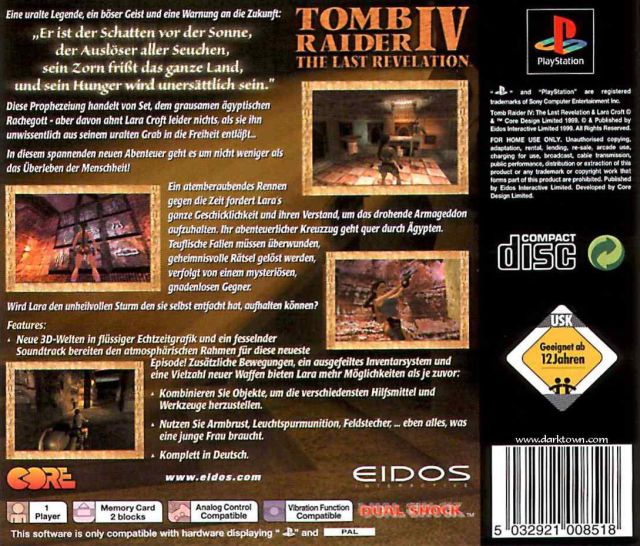 Eine uralte Legende, ein böser Geist und eine Warnung an die Zukunft:
„Er ist der Schatten vor der Sonne,
der Auslöser aller Seuchen,
sein Zorn frißt das ganze Land,
und sein Hunger wird unersättlich sein.“
Diese Prophezeiung handelt von Set, dem grausamen ägyptischen
Rachegott - aber davon ahnt Lara Croft leider nichts, als sie ihn
unwissentlich aus seinem uralten Grab in die Freiheit entläßt...
In diesem spannenden neuen Abenteuer geht es um nicht weniger als
das Überleben der Menschheit!
Ein atemberaubendes Rennen
gegen die Zeit fordert Lara's
ganze Geschicklichkeit und ihren Verstand, um das drohende Armageddon
aufzuhalten. Ihr abenteuerlicher Kreuzzug geht quer durch Ägypten.
Teuflische Fallen müssen überwunden,
geheimnisvolle Rätsel gelöst werden,
verfolgt von einem mysteriösen,
gnadenlosen Gegner.
Wird Lara den unheilvollen Sturm den sie selbst entfacht hat, aufhalten können?
Features:
• Neue 3D-Welten in flüssiger Echtzeitgrafik und ein fesselnder
Soundtrack bereiten den atmosphärischen Rahmen für diese neueste
Episode! Zusätzliche Bewegungen, ein ausgefeiltes Inventarsystem und
eine Vielzahl neuer Waffen bieten Lara mehr Möglichkeiten als je zuvor:
• Kombinieren Sie Objekte, um die verschiedensten Hilfsmittel und
Werkzeuge herzustellen.
• Nutzen Sie Armbrust, Leuchtspurmunition, Feldstecher, ... eben alles, was
eine junge Frau braucht.
• Komplett in Deutsch.
TOMB
RAIDER IV
THE LAST REVELATION
CORE
www.eidos.com
EIDOS
INTERACTIVE
1
Player
Memory Card
2 blocks
Analog Control
Compatible
Vibration Function
Compatible
DUAL SHOCK™
This software is only compatible with hardware displaying " " and PAL
PlayStation
" " and "PlayStation" are registered
trademarks of Sony Computer Entertainment Inc.
Tomb Raider IV: The Last Revelation & Lara Croft ©
& ™ Core Design Limited 1999. © & Published by
Eidos Interactive Limited 1999. All Rights Reserved.
FOR HOME USE ONLY. Unauthorised copying,
adaptation, rental, lending, re-sale, arcade use,
charging for use, broadcast, cable transmission,
public performance, distribution or extraction of this
product or any trademark or copyright work that
forms part of this product are prohibited. Published
by Eidos Interactive Limited. Developed by Core
Design Limited.
COMPACT
disc
USK
Geeignet ab
12 Jahren
www.darktown.com
5 032921 008518